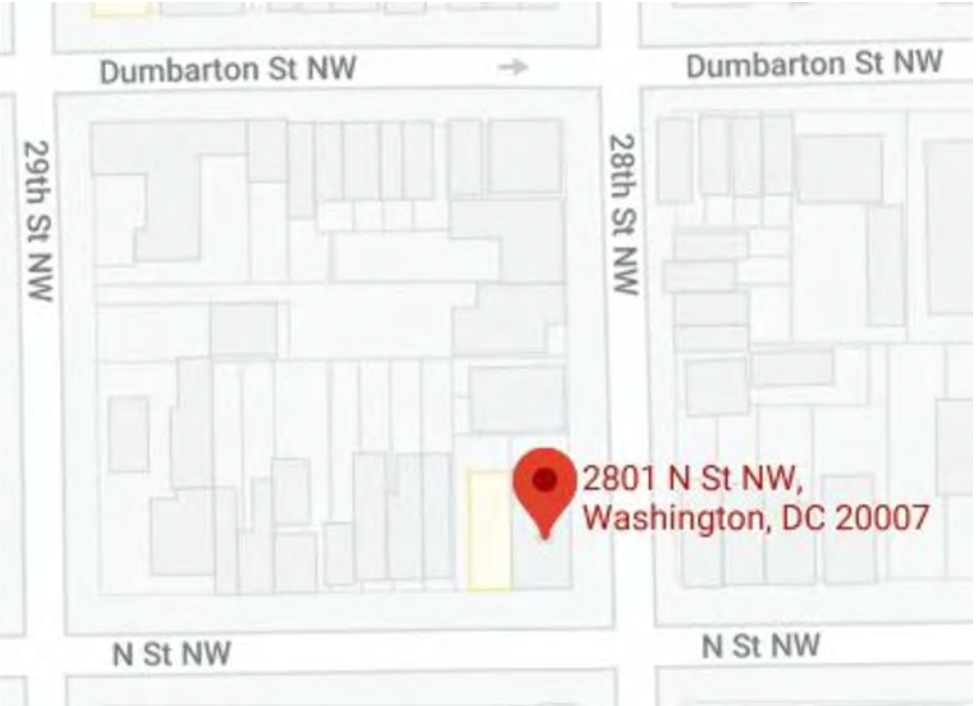 Dumbarton St NW
Dumbarton St NW
29th St NW
28th St NW
2801 N St NW,
Washington, DC 20007
N St NW
N St NW